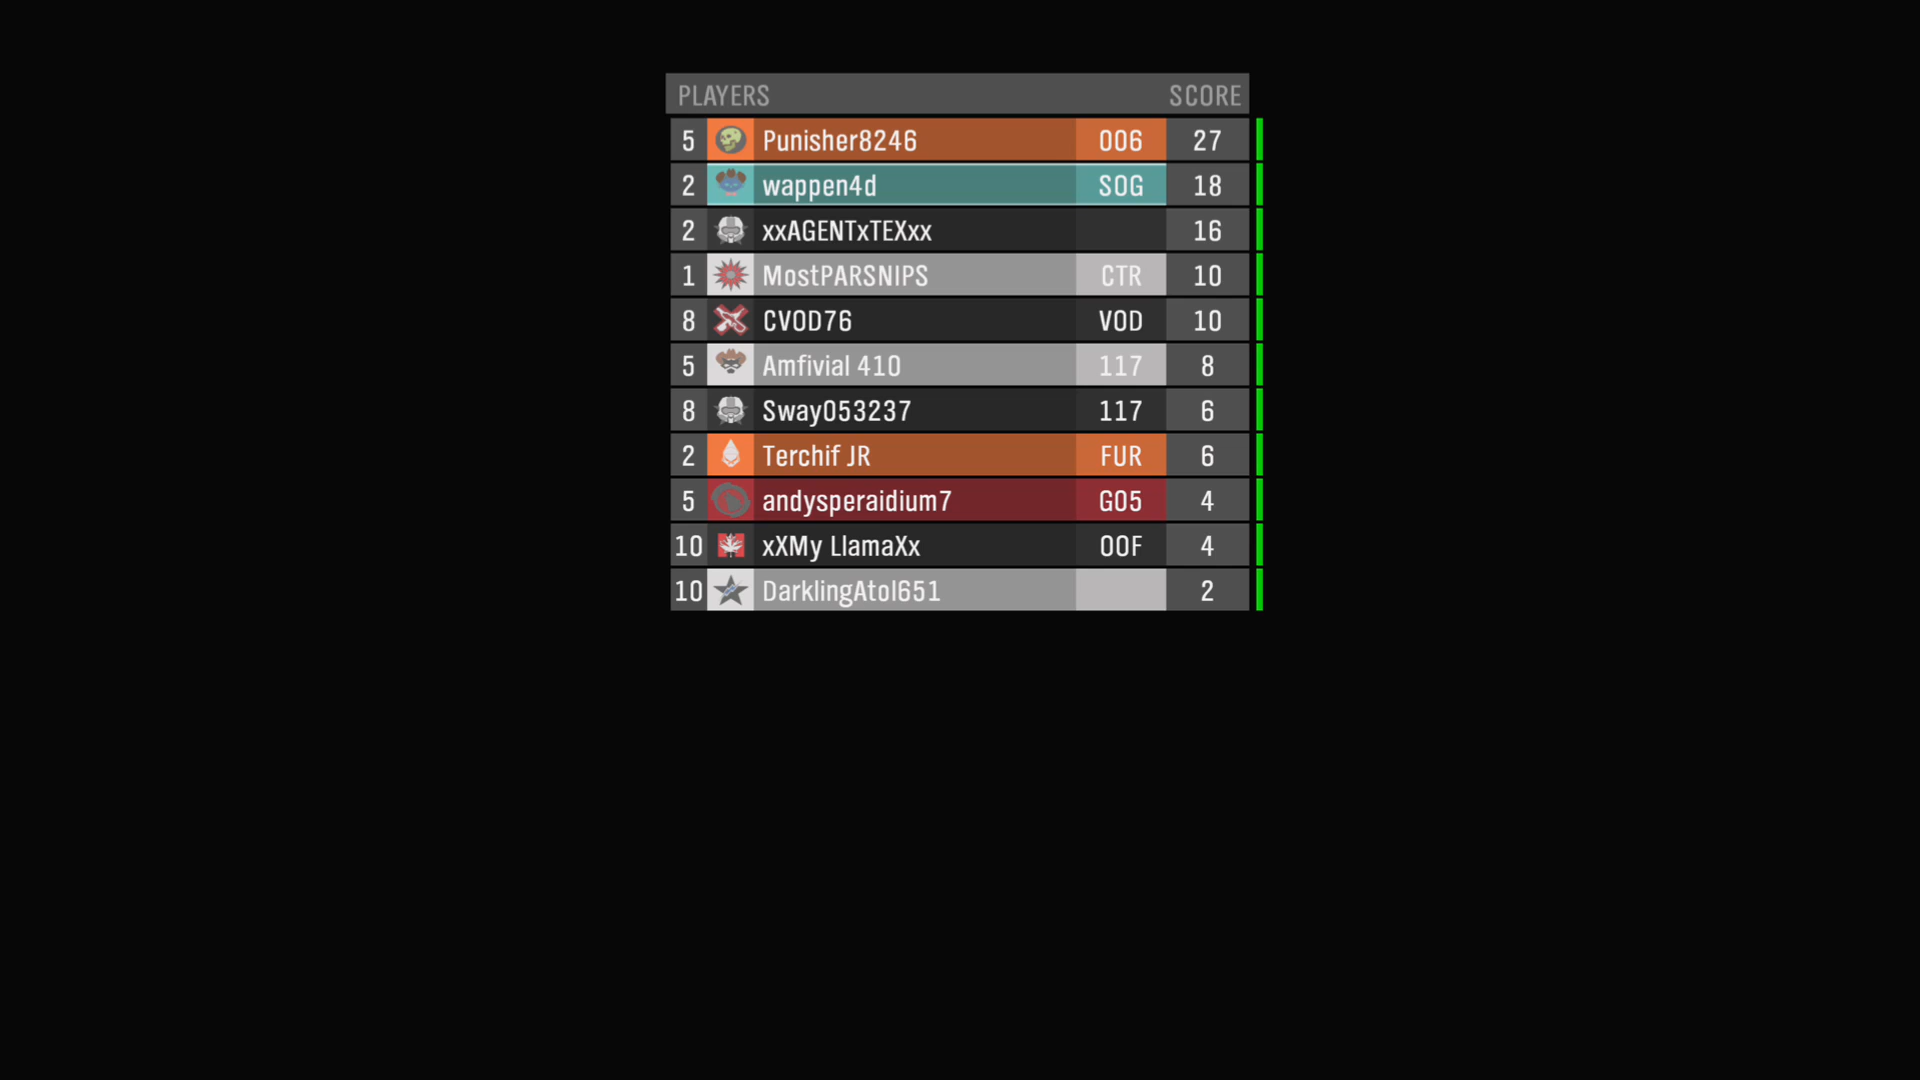 PLAYERS SCORE
5 Punisher8246 006 27
2 wappen4d SOG 18
2 xxAGENTxTEXxx 16
1 MostPARSNIPS CTR 10
8 CVOD76 VOD 10
5 Amfivial 410 117 8
8 Sway053237 117 6
2 Terchif JR FUR 6
5 andysperaidium7 G05 4
10 xXMy LlamaXx OOF 4
10 DarklingAtol651 2